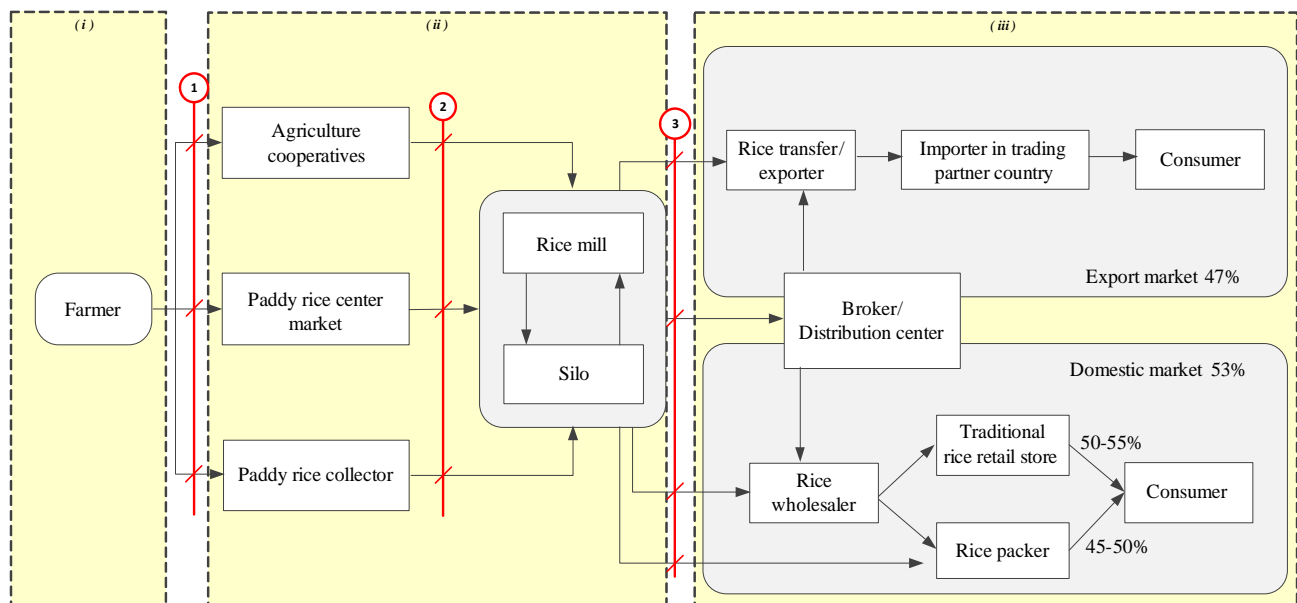 ( i )
( ii )
( iii )
1
2
3
Agriculture
cooperatives
Rice transfer/
exporter
Importer in trading
partner country
Consumer
Rice mill
Export market 47%
Farmer
Paddy rice center
market
Broker/
Distribution center
Silo
Domestic market 53%
Paddy rice collector
Traditional
rice retail store
50-55%
Rice
wholesaler
Consumer
Rice packer
45-50%